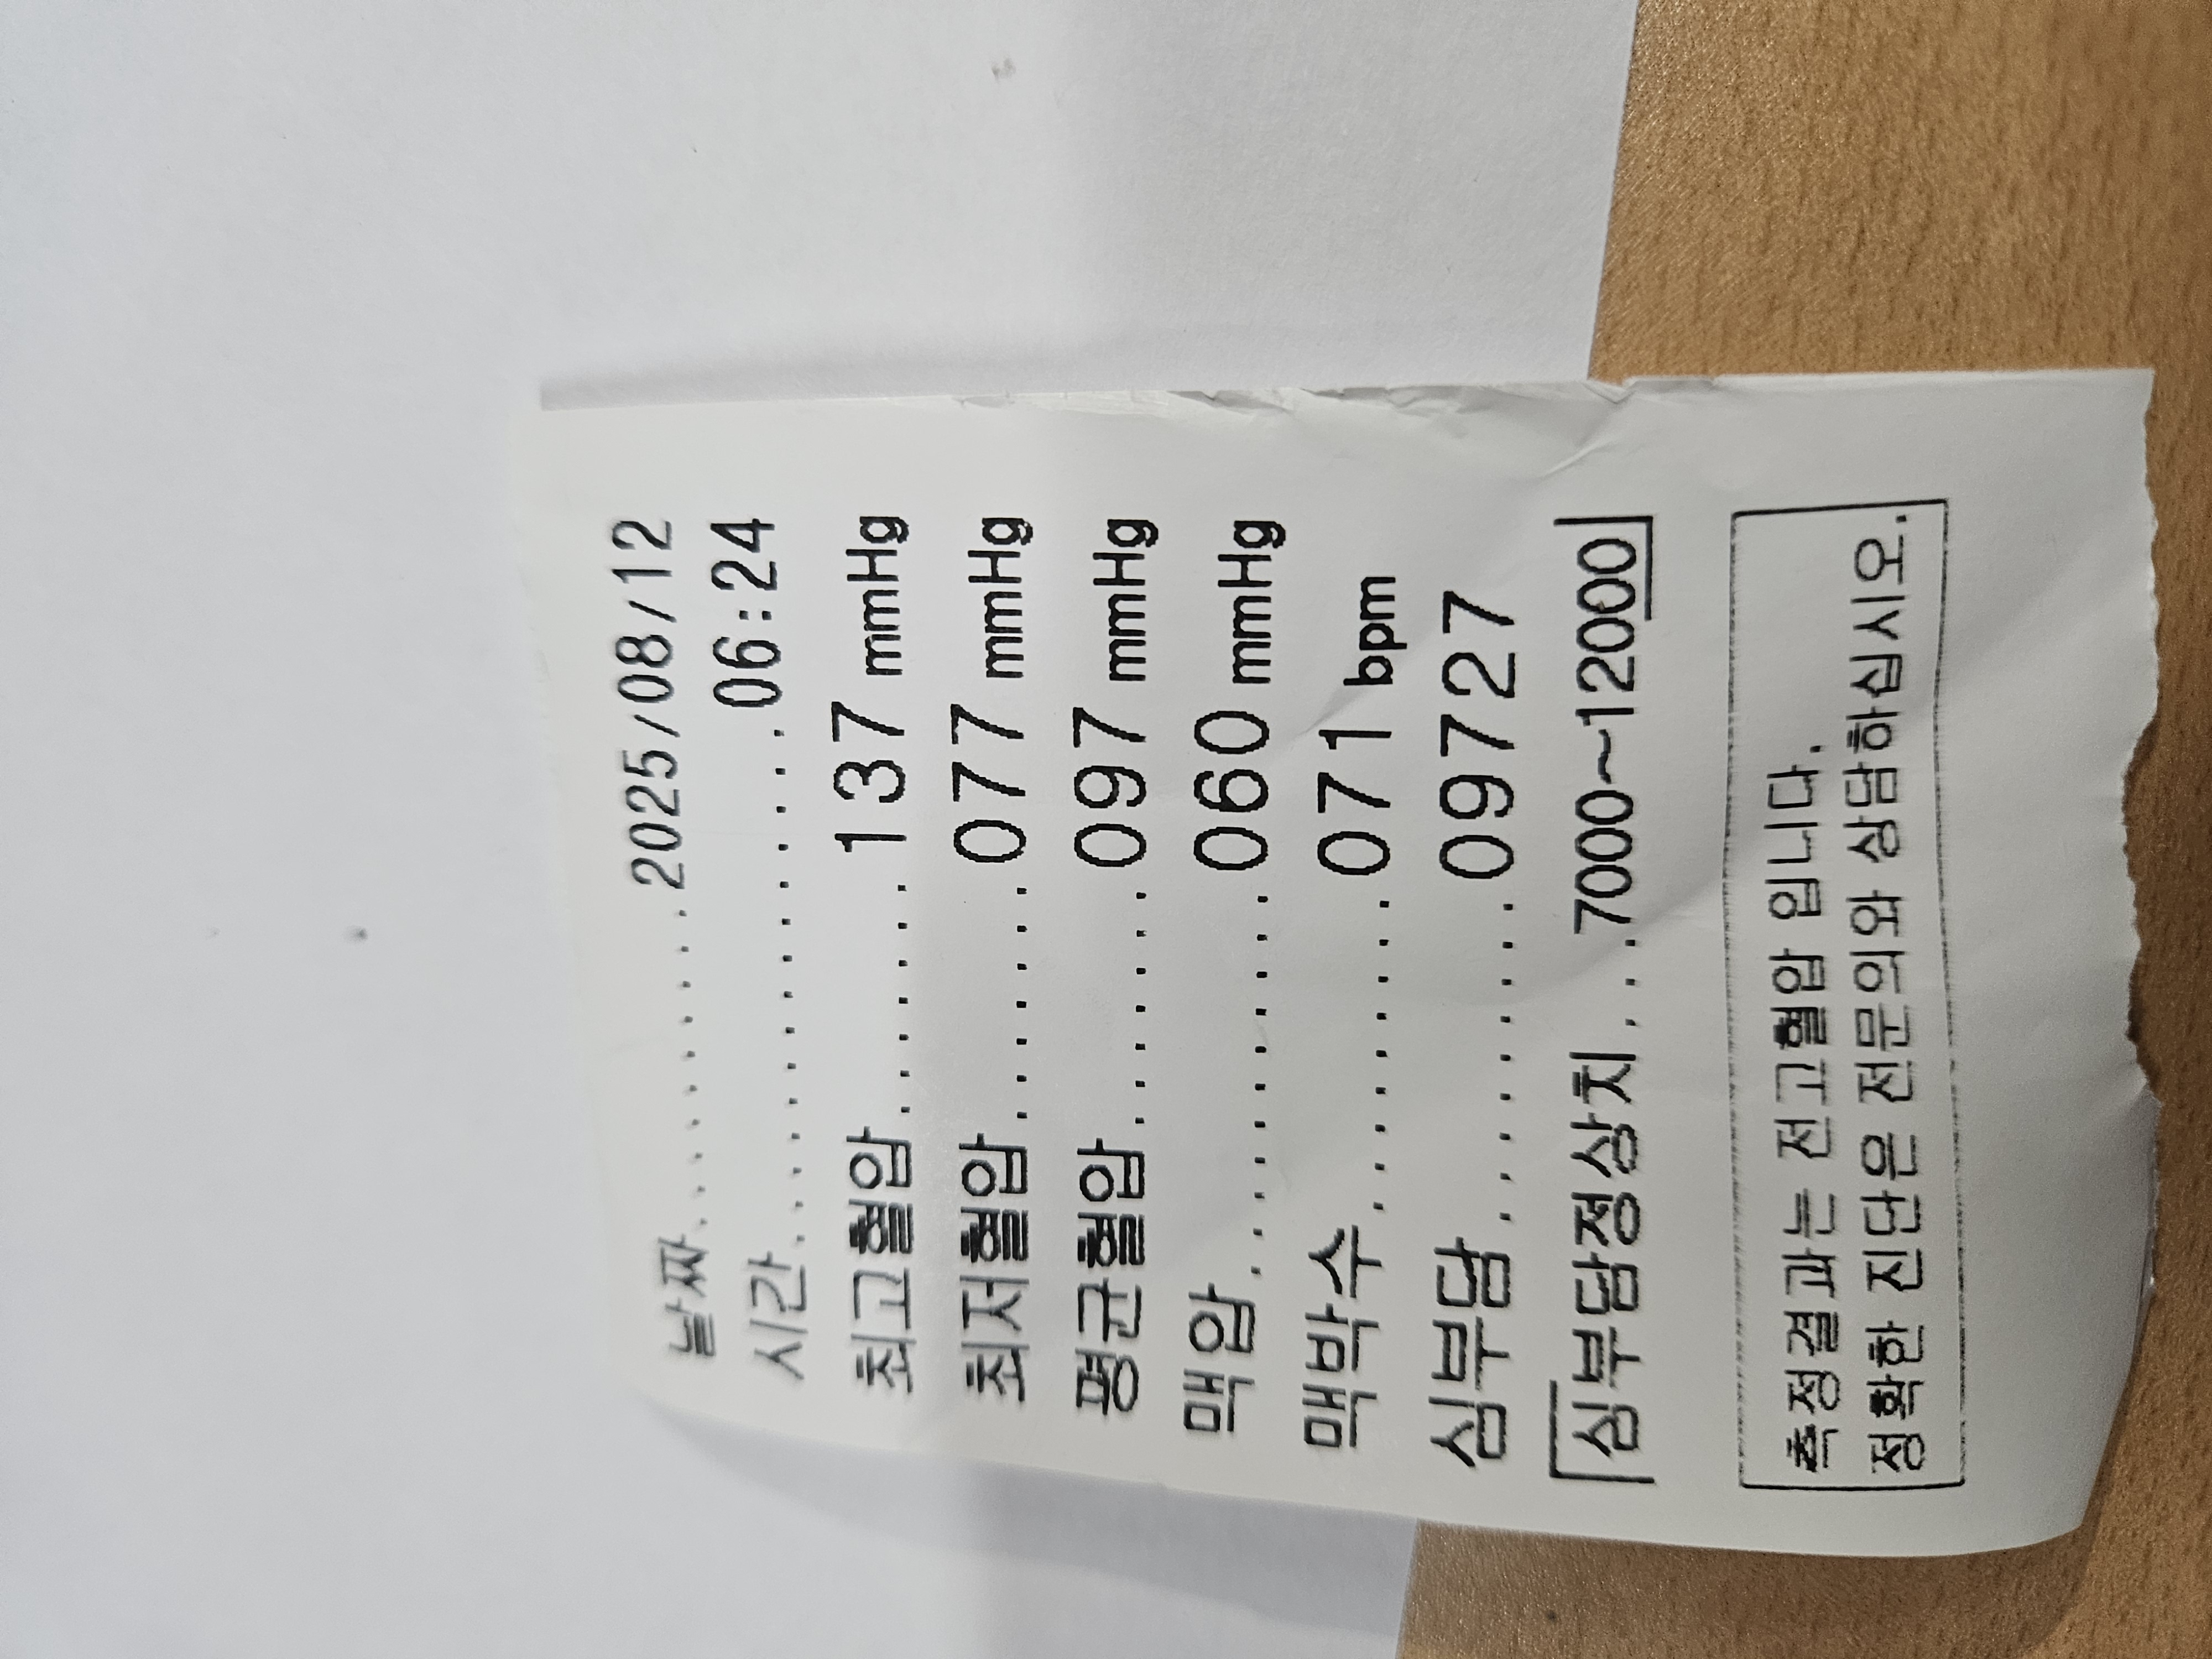 날짜............2025/08/12
시간................06:24
최고혈압........137 mmHg
최저혈압........077 mmHg
평균혈압........097 mmHg
맥압............060 mmHg
맥박수..........071 bpm
심부담..........09727
[심부담정상치...7000~12000]
측정결과는 전고혈압 입니다.
정확한 진단은 전문의와 상담하십시오.